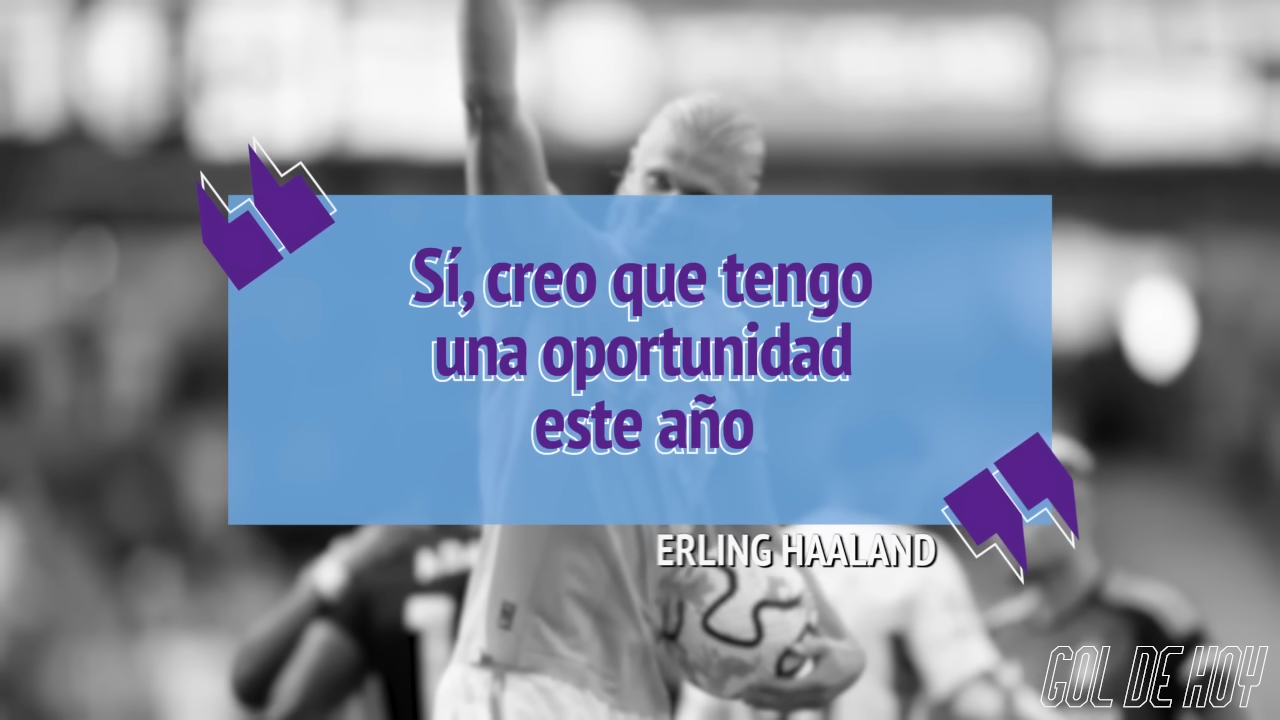 Sí, creo que tengo
una oportunidad
este año
ERLING HAALAND
GOL DE HOY